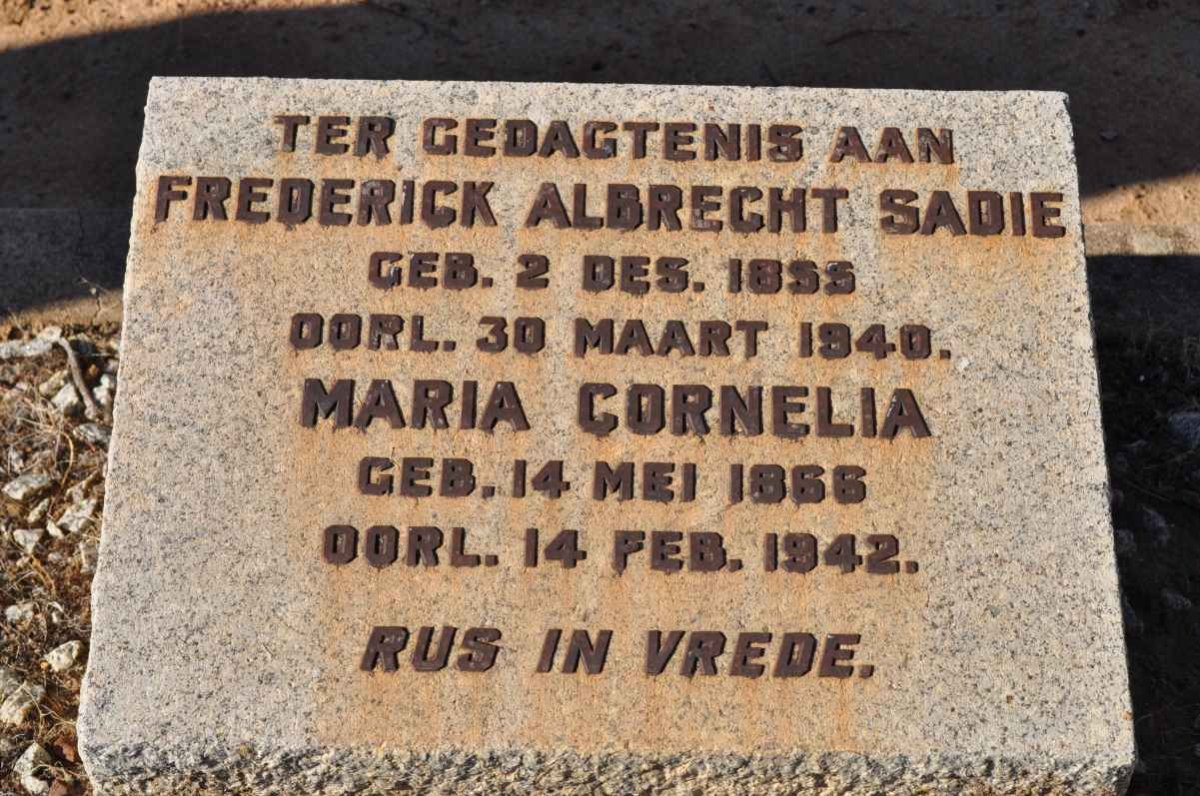 TER GEDAGTENIS AAN
FREDERICK ALBRECHT SADIE
GEB. 2 DES. 1855
OORL. 30 MAART 1940.
MARIA CORNELIA
GEB. 14 MEI 1866
OORL. 14 FEB. 1942.
RUS IN VREDE.